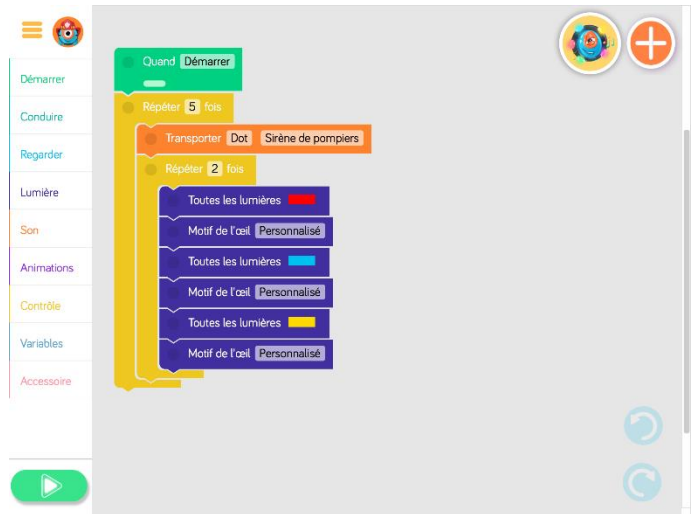 Démarrer
Conduire
Regarder
Lumière
Son
Animations
Contrôle
Variables
Accessoire
Quand Démarrer
Répéter 5 fois
Transporter Dot Sirène de pompiers
Répéter 2 fois
Toutes les lumières
Motif de l'œil Personnalisé
Toutes les lumières
Motif de l'œil Personnalisé
Toutes les lumières
Motif de l'œil Personnalisé